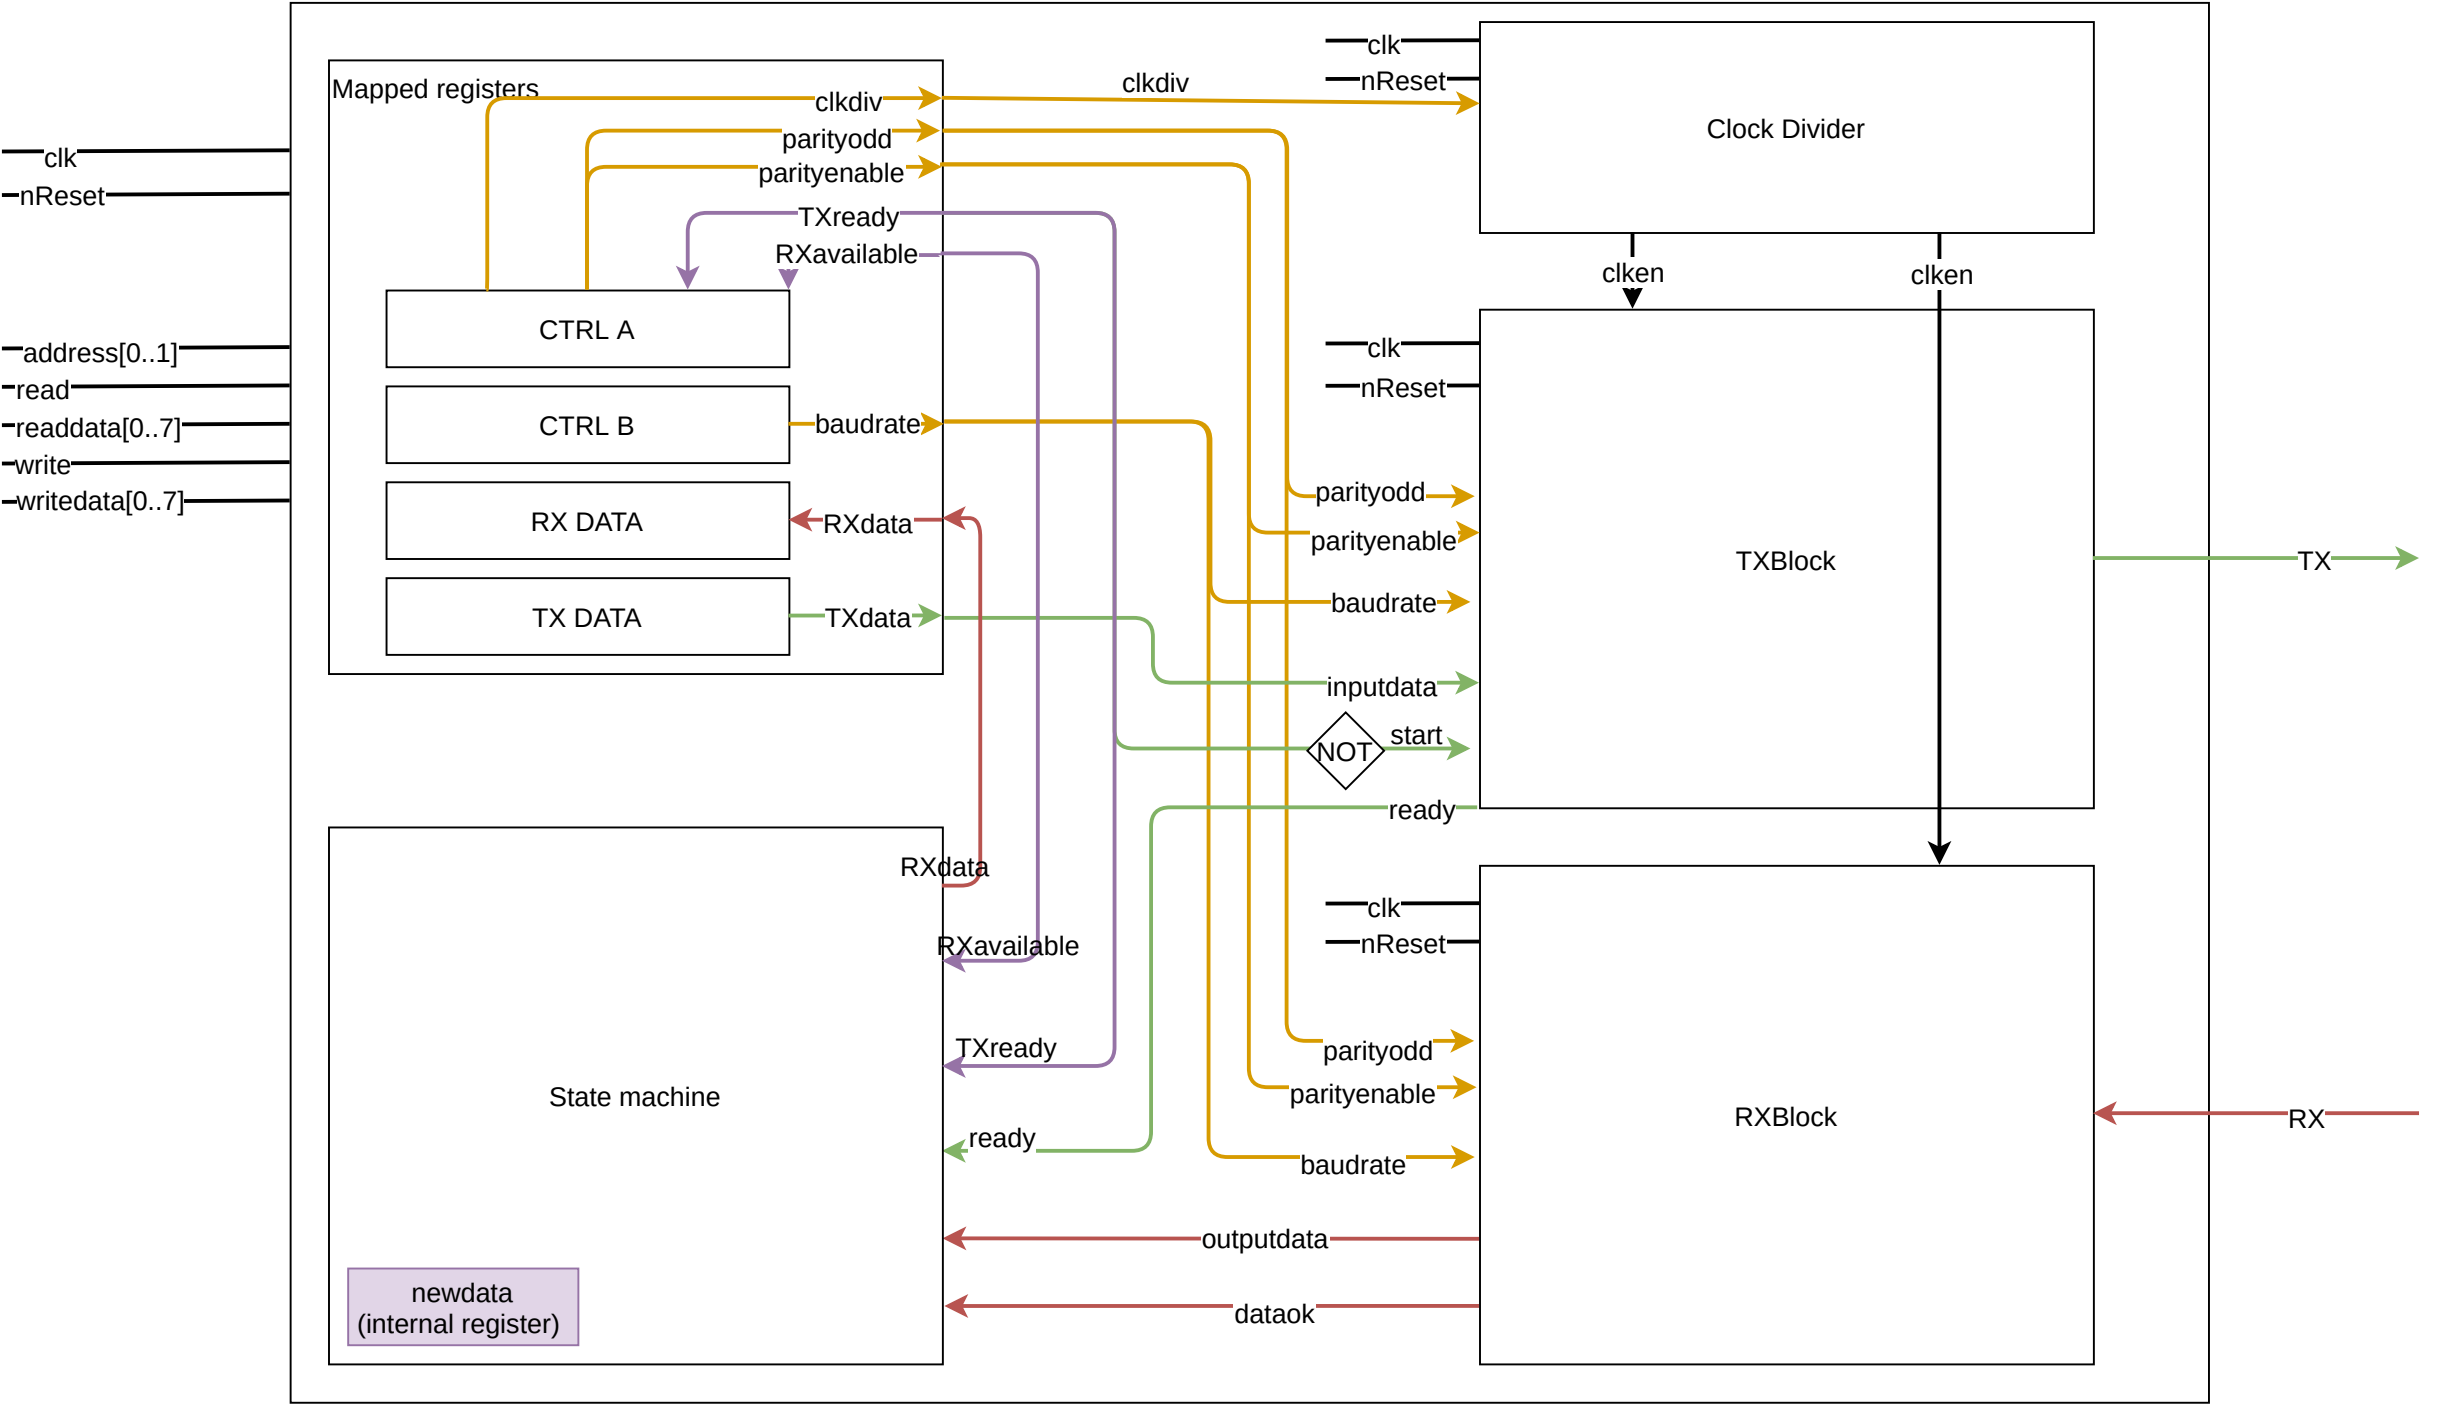 clk
nReset
address[0..1]
read
readdata[0..7]
write
writedata[0..7]
Mapped registers
clkdiv
parityodd
parityenable
TXready
RXavailable
CTRL A
CTRL B
baudrate
RX DATA
RXdata
TX DATA
TXdata
clkdiv
clk
nReset
Clock Divider
clken
clken
clk
nReset
parityodd
parityenable
baudrate
inputdata
NOT
start
ready
TXBlock
TX
RXdata
RXavailable
TXready
ready
State machine
newdata
(internal register)
clk
nReset
parityodd
parityenable
baudrate
outputdata
dataok
RXBlock
RX